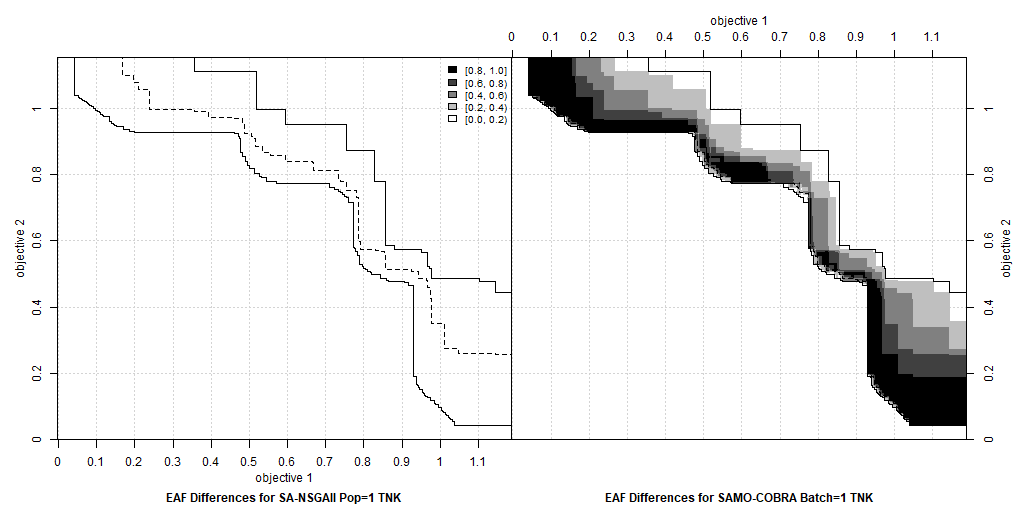 objective 1
0 0.1 0.2 0.3 0.4 0.5 0.6 0.7 0.8 0.9 1 1.1
[0.8, 1.0]
[0.6, 0.8)
[0.4, 0.6)
[0.2, 0.4)
[0.0, 0.2)
objective 2
1
0.8
0.6
0.4
0.2
0
objective 2
1
0.8
0.6
0.4
0.2
0
0 0.1 0.2 0.3 0.4 0.5 0.6 0.7 0.8 0.9 1 1.1
objective 1
EAF Differences for SA-NSGAII Pop=1 TNK
EAF Differences for SAMO-COBRA Batch=1 TNK